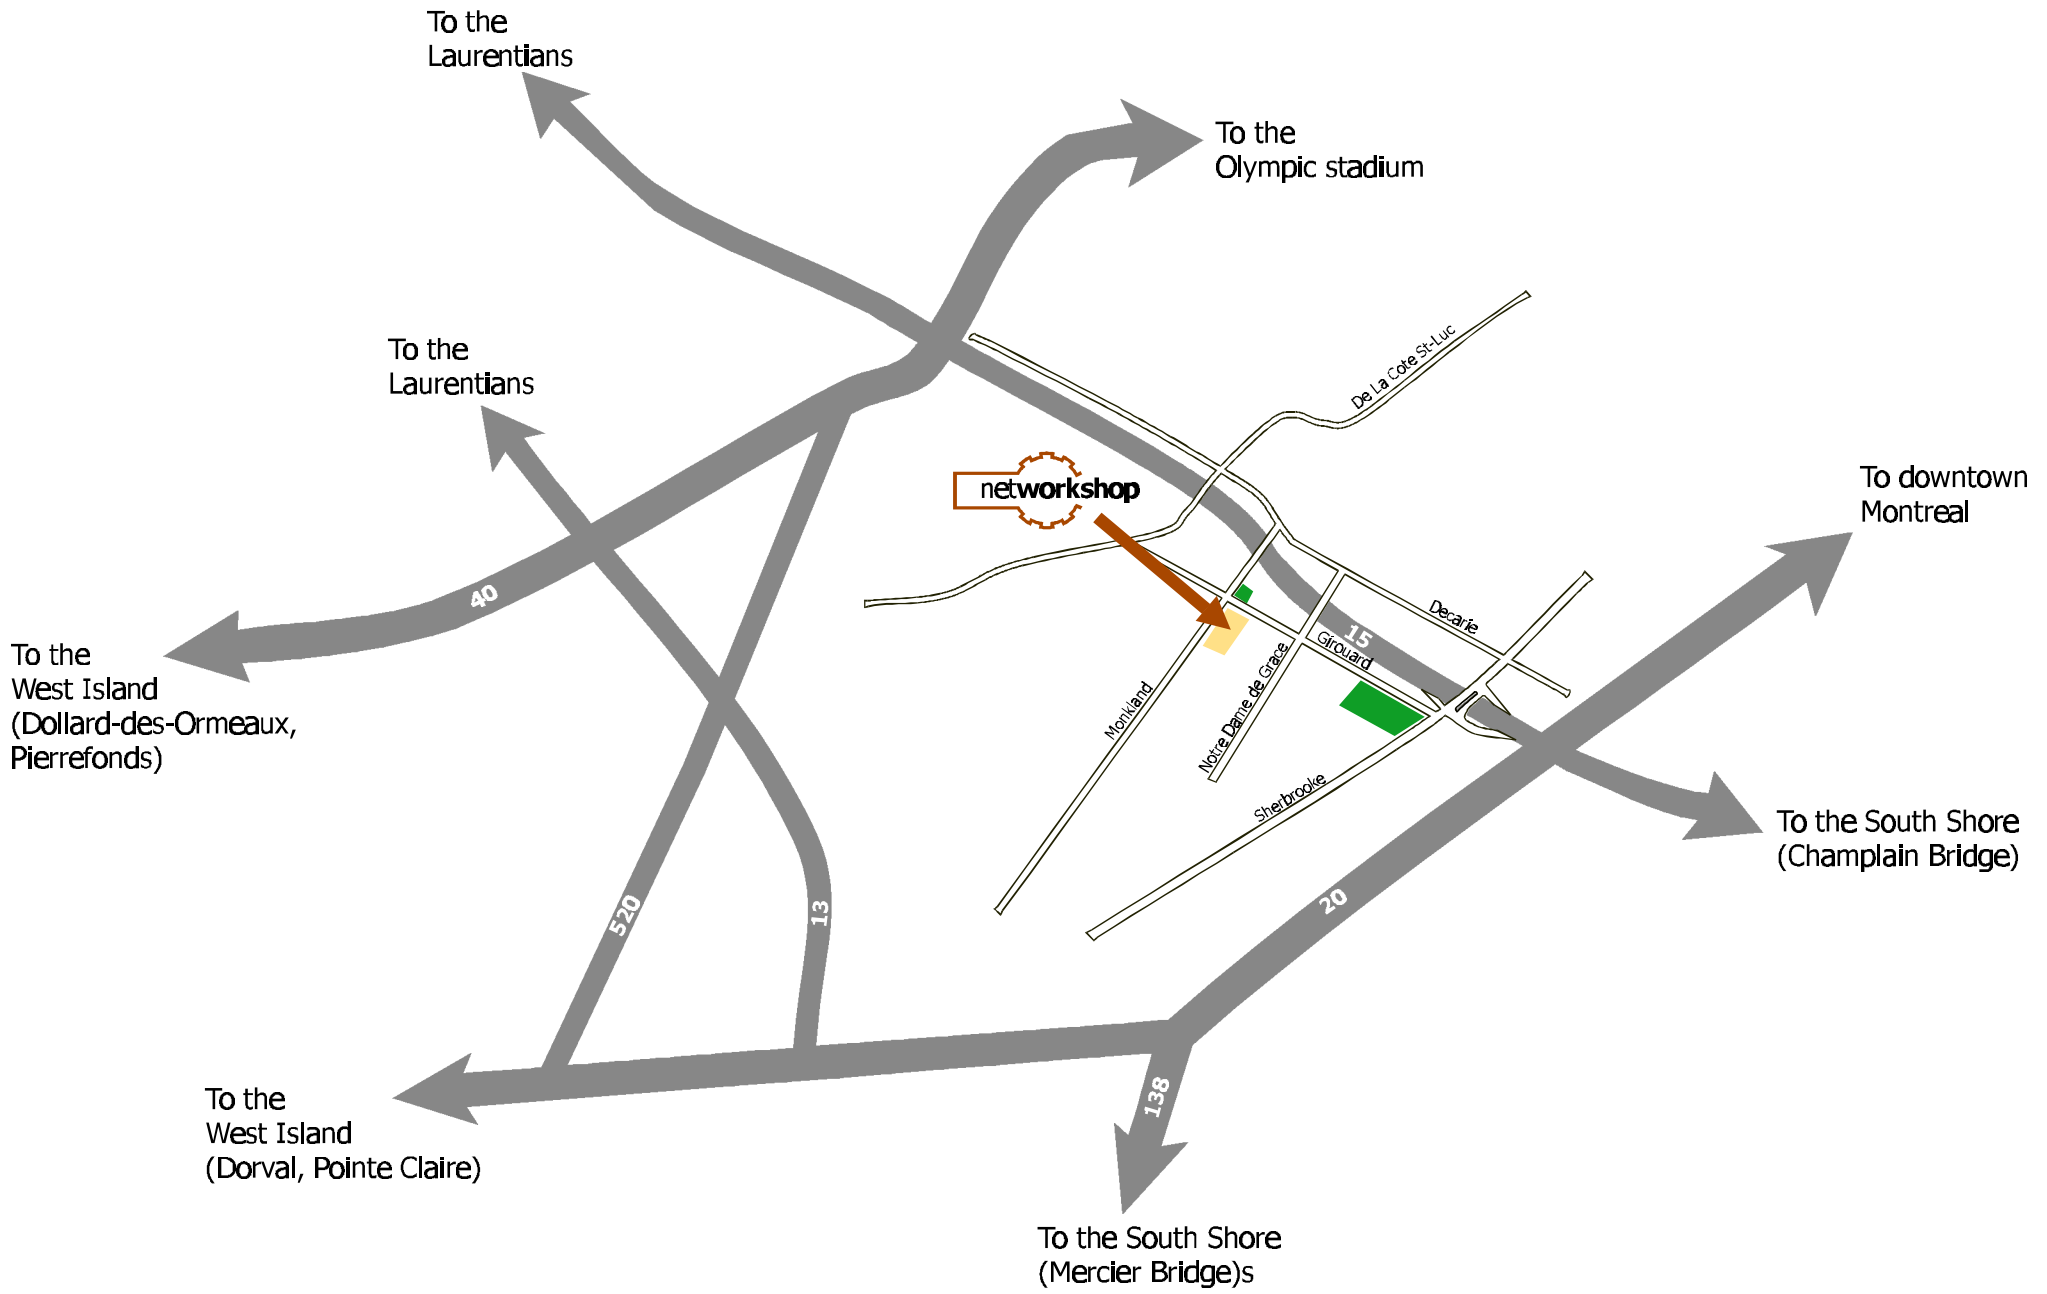 To the
Laurentians
To the
Olympic stadium
De La Cote St-Luc
To the
Laurentians
networkshop
To downtown
Montreal
40
15
Decarie
Girouard
Notre Dame de Grace
Monkland
Sherbrooke
To the
West Island
(Dollard-des-Ormeaux,
Pierrefonds)
To the South Shore
(Champlain Bridge)
520
13
20
138
To the
West Island
(Dorval, Pointe Claire)
To the South Shore
(Mercier Bridge)s